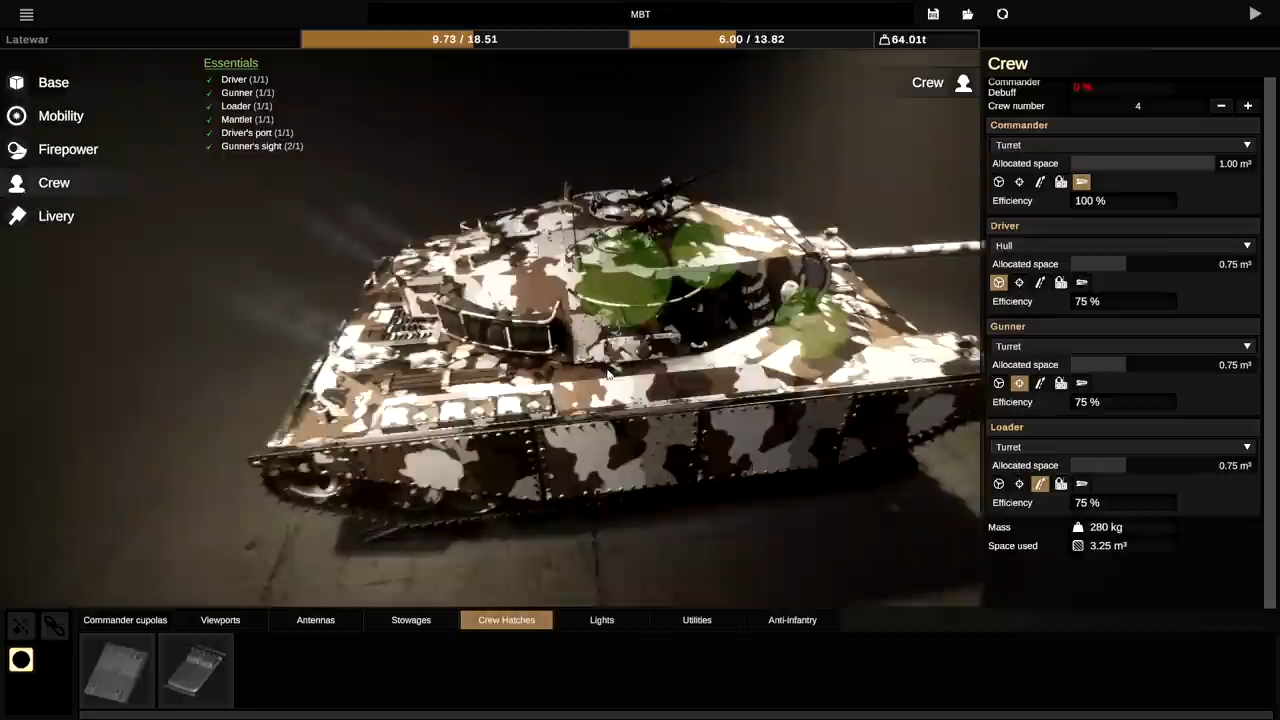 MBT
Latewar
9.73 / 18.51
6.00 / 13.82
64.01t
Base
Mobility
Firepower
Crew
Livery
Essentials
Driver (1/1)
Gunner (1/1)
Loader (1/1)
Mantlet (1/1)
Driver's port (1/1)
Gunner's sight (2/1)
Crew
Crew
Commander Debuff
0 %
Crew number
4
Commander
Turret
Allocated space
1.00 m³
Efficiency
100 %
Driver
Hull
Allocated space
0.75 m³
Efficiency
75 %
Gunner
Turret
Allocated space
0.75 m³
Efficiency
75 %
Loader
Turret
Allocated space
0.75 m³
Efficiency
75 %
Mass
280 kg
Space used
3.25 m³
Commander cupolas
Viewports
Antennas
Stowages
Crew Hatches
Lights
Utilities
Anti-infantry